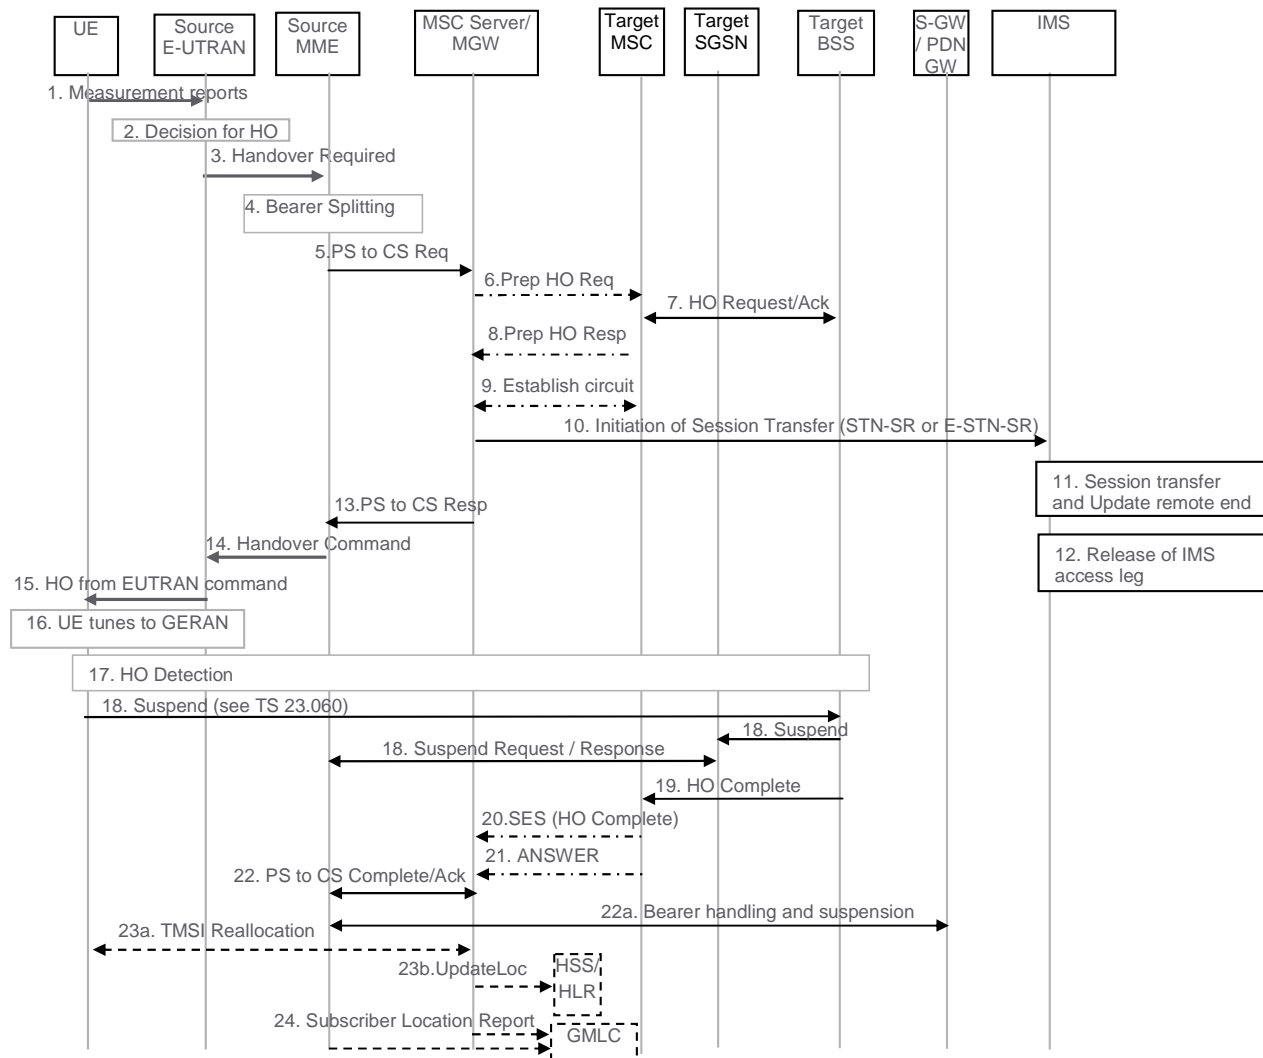 UE
Source
E-UTRAN
Source
MME
MSC Server/
MGW
Target
MSC
Target
SGSN
Target
BSS
S-GW
/ PDN
GW
IMS
1. Measurement reports
2. Decision for HO
3. Handover Required
4. Bearer Splitting
5.PS to CS Req
6.Prep HO Req
7. HO Request/Ack
8.Prep HO Resp
9. Establish circuit
10. Initiation of Session Transfer (STN-SR or E-STN-SR)
11. Session transfer
and Update remote end
13.PS to CS Resp
14. Handover Command
12. Release of IMS
access leg
15. HO from EUTRAN command
16. UE tunes to GERAN
17. HO Detection
18. Suspend (see TS 23.060)
18. Suspend
18. Suspend Request / Response
19. HO Complete
20.SES (HO Complete)
21. ANSWER
22. PS to CS Complete/Ack
22a. Bearer handling and suspension
23a. TMSI Reallocation
23b.UpdateLoc
HSS/
HLR
24. Subscriber Location Report
GMLC